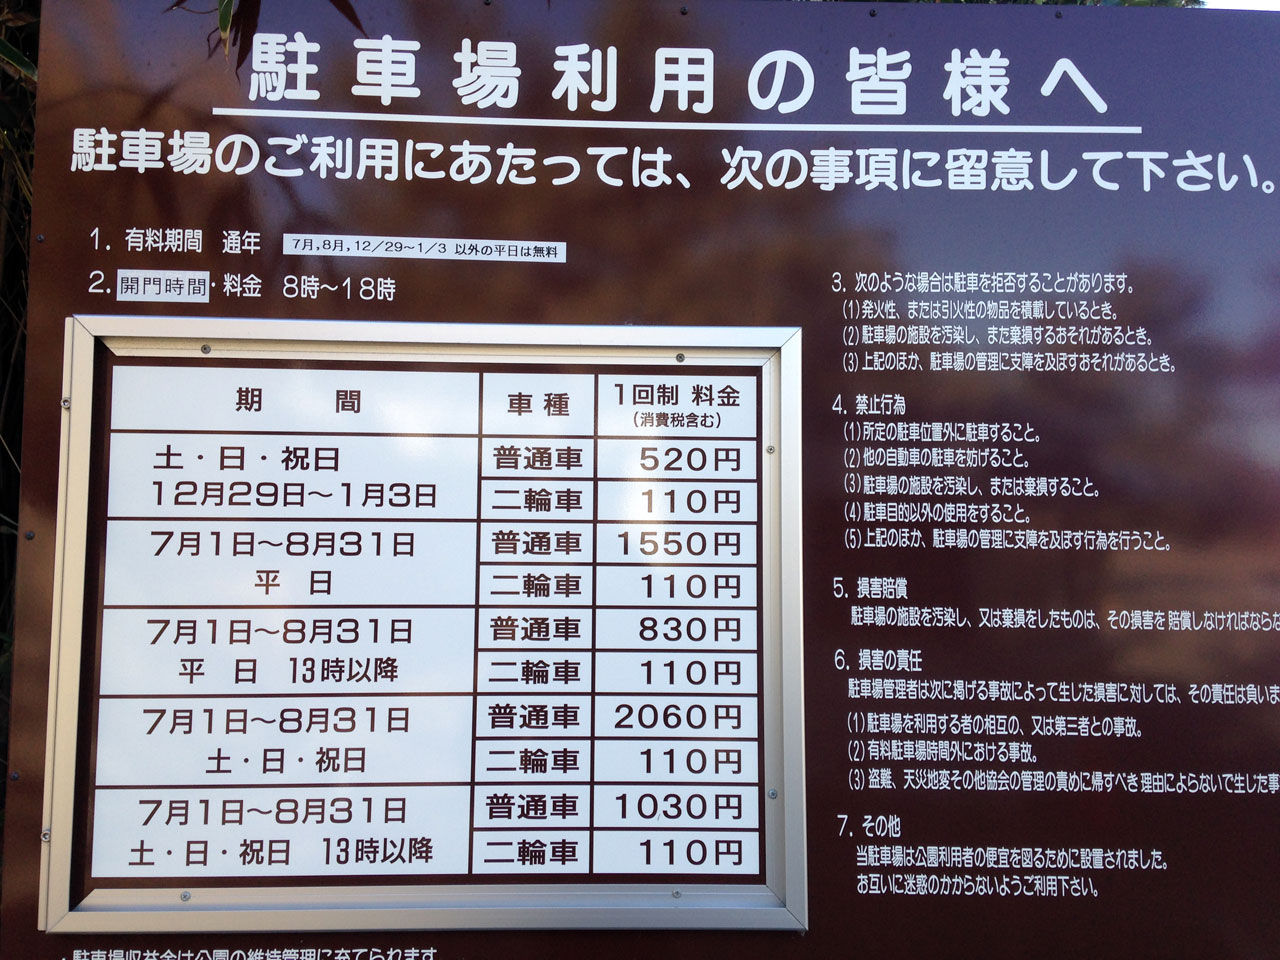 駐車場利用の皆様へ
駐車場のご利用にあたっては、次の事項に留意して下さい。
1. 有料期間 通年 7月,8月,12/29〜1/3 以外の平日は無料
2. 開門時間・料金 8時〜18時
期 間 車種 1回制 料金
(消費税含む)
土・日・祝日
12月29日〜1月3日
普通車 520円
二輪車 110円
7月1日〜8月31日
平 日
普通車 1550円
二輪車 110円
7月1日〜8月31日
平 日 13時以降
普通車 830円
二輪車 110円
7月1日〜8月31日
土・日・祝日
普通車 2060円
二輪車 110円
7月1日〜8月31日
土・日・祝日 13時以降
普通車 1030円
二輪車 110円
・駐車場収益金は公園の維持管理に充てられます
3. 次のような場合は駐車を拒否することがあります。
(1)発火性、または引火性の物品を積載しているとき。
(2)駐車場の施設を汚染し、また棄損するおそれがあるとき。
(3)上記のほか、駐車場の管理に支障を及ぼすおそれがあるとき。
4. 禁止行為
(1)所定の駐車位置外に駐車すること。
(2)他の自動車の駐車を妨げること。
(3)駐車場の施設を汚染し、または棄損すること。
(4)駐車目的以外の使用をすること。
(5)上記のほか、駐車場の管理に支障を及ぼす行為を行うこと。
5. 損害賠償
駐車場の施設を汚染し、又は棄損をしたものは、その損害を賠償しなければならな
6. 損害の責任
駐車場管理者は次に掲げる事故によって生じた損害に対しては、その責任は負いま
(1)駐車場を利用する者の相互の、又は第三者との事故。
(2)有料駐車場時間外における事故。
(3)盗難、天災地変その他協会の管理の責めに帰すべき理由によらないで生じた事
7. その他
当駐車場は公園利用者の便宜を図るために設置されました。
お互いに迷惑のかからないようご利用下さい。